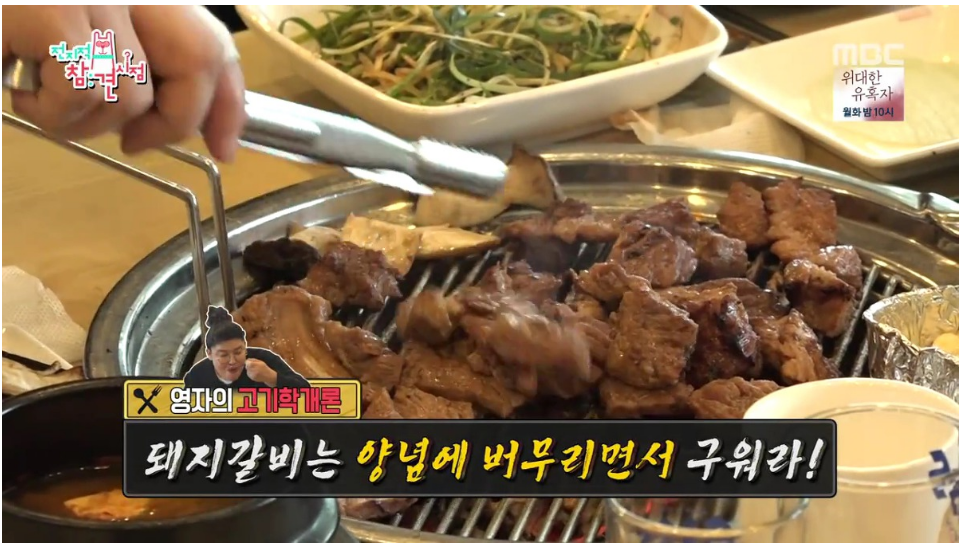 전지적
참견시점
MBC
위대한
유혹자
월화 밤 10시
영자의 고기학개론
돼지갈비는 양념에 버무리면서 구워라!